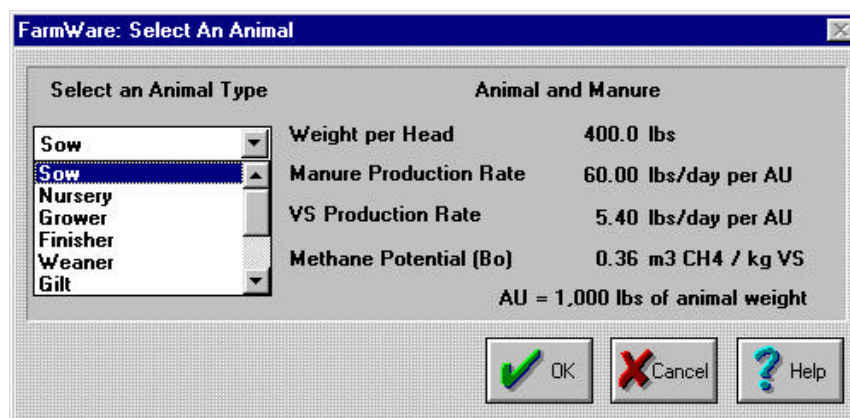 FarmWare: Select An Animal
Select an Animal Type
Animal and Manure
Sow
Sow
Nursery
Grower
Finisher
Weaner
Gilt
Weight per Head 400.0 lbs
Manure Production Rate 60.00 lbs/day per AU
VS Production Rate 5.40 lbs/day per AU
Methane Potential (Bo) 0.36 m3 CH4 / kg VS
AU = 1,000 lbs of animal weight
OK
Cancel
Help